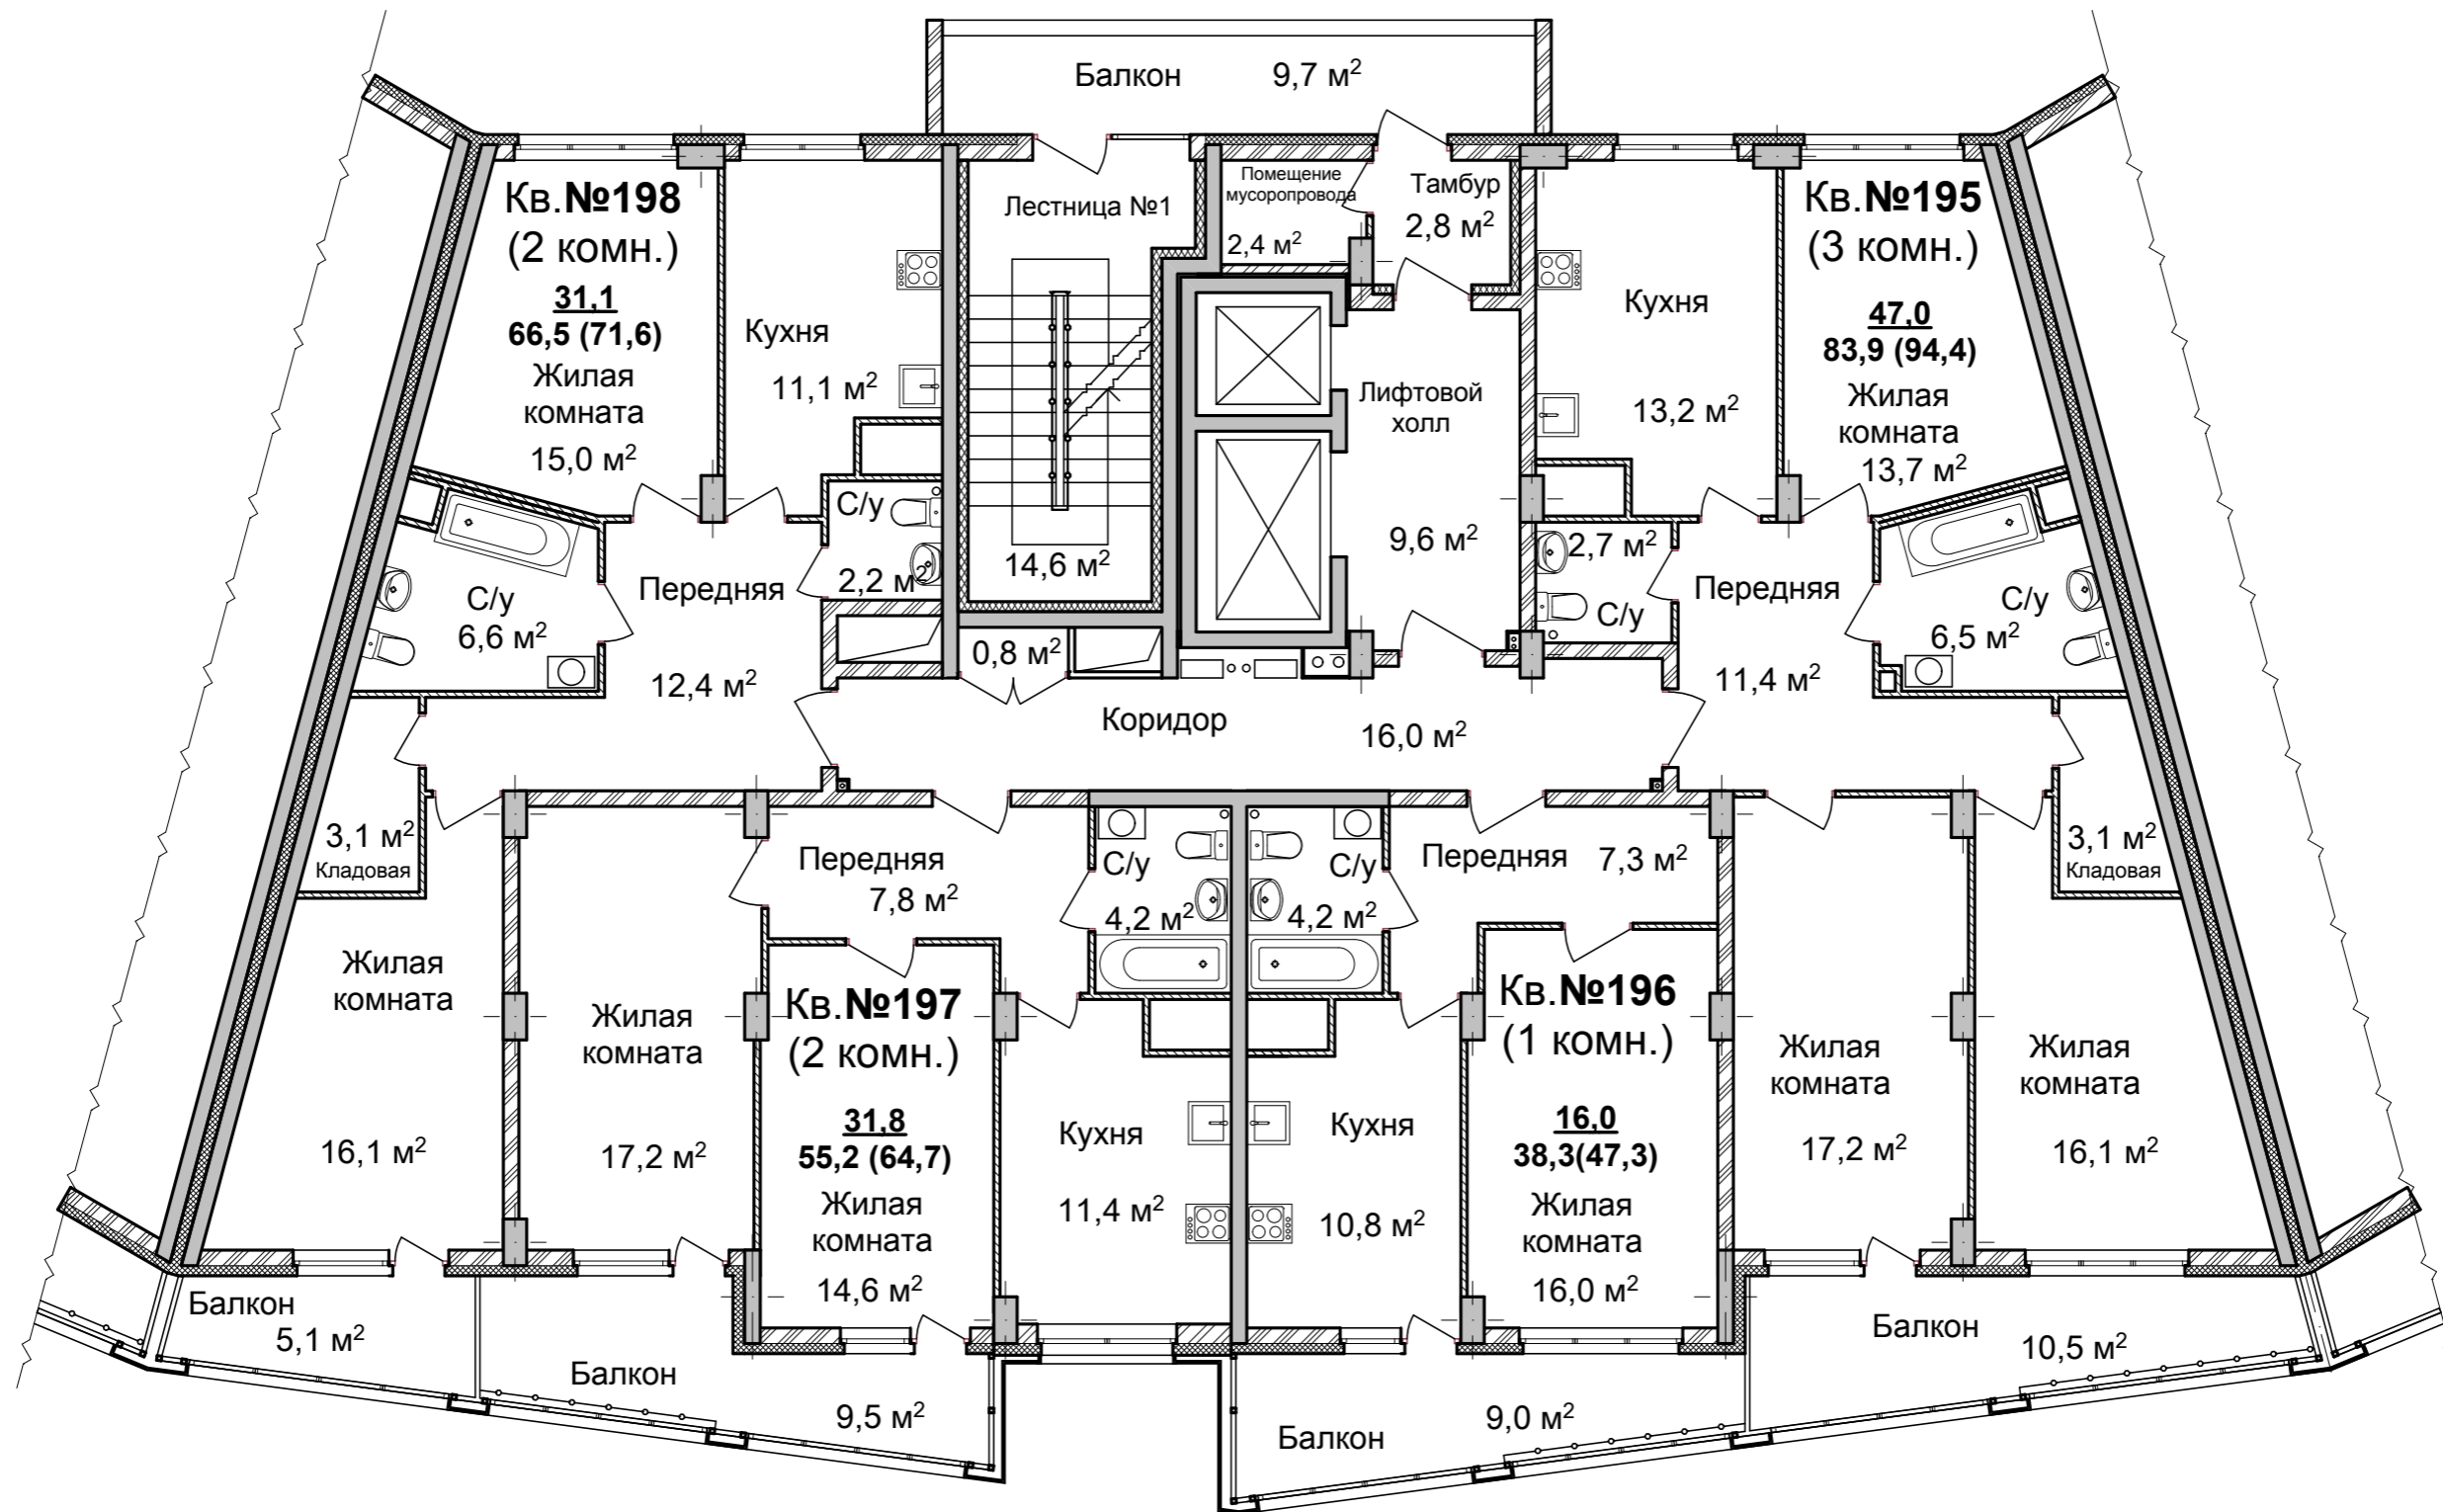 Балкон 9,7 м²
Кв.№198
(2 комн.)
31,1
66,5 (71,6)
Жилая
комната
15,0 м²
Кухня
11,1 м²
Лестница №1
14,6 м²
Помещение
мусоропровода
2,4 м²
Тамбур
2,8 м²
Лифтовой
холл
9,6 м²
Кухня
13,2 м²
Кв.№195
(3 комн.)
47,0
83,9 (94,4)
Жилая
комната
13,7 м²
С/у
2,2 м²
С/у
6,6 м²
Передняя
12,4 м²
0,8 м²
2,7 м²
С/у
Передняя
11,4 м²
С/у
6,5 м²
Коридор
16,0 м²
3,1 м²
Кладовая
Передняя
7,8 м²
С/у
4,2 м²
С/у
4,2 м²
Передняя 7,3 м²
3,1 м²
Кладовая
Жилая
комната
16,1 м²
Жилая
комната
17,2 м²
Кв.№197
(2 комн.)
31,8
55,2 (64,7)
Жилая
комната
14,6 м²
Кухня
11,4 м²
Кухня
10,8 м²
Кв.№196
(1 комн.)
16,0
38,3(47,3)
Жилая
комната
16,0 м²
Жилая
комната
17,2 м²
Жилая
комната
16,1 м²
Балкон
5,1 м²
Балкон
9,5 м²
Балкон
9,0 м²
Балкон
10,5 м²